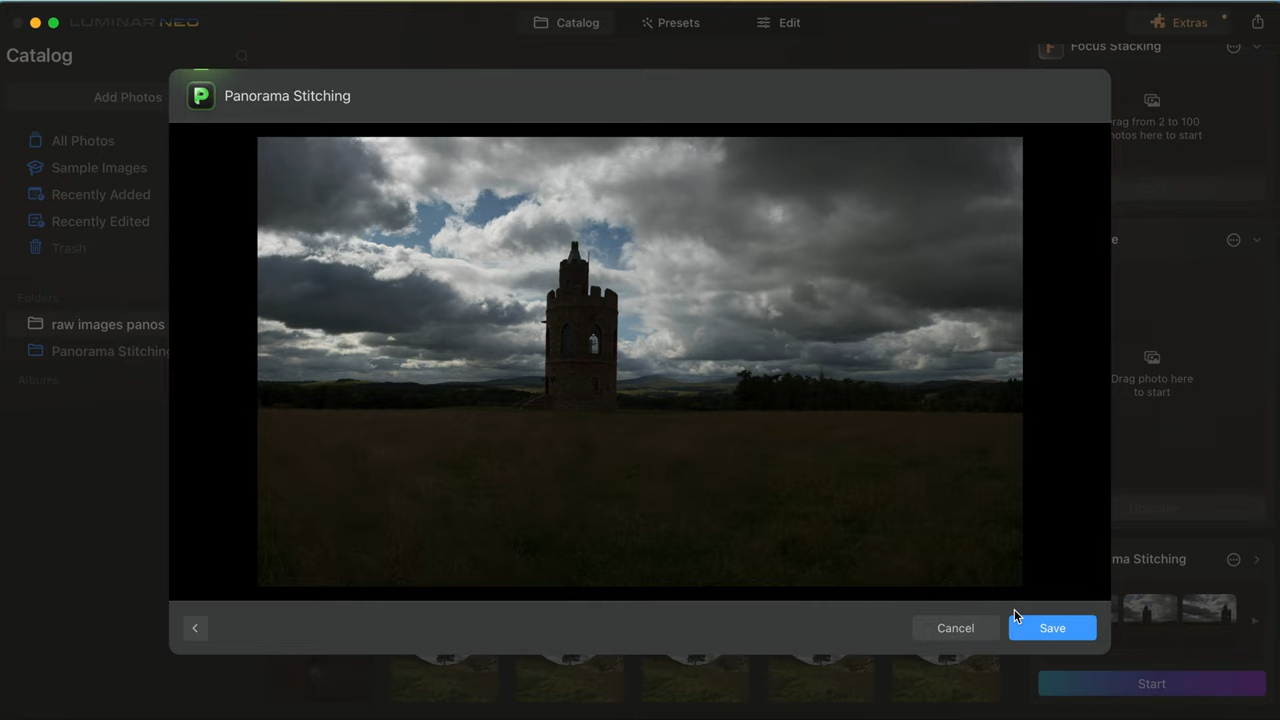 LUMINAR NEO
Catalog
Presets
Edit
Extras
Catalog
Add Photos
All Photos
Sample Images
Recently Added
Recently Edited
Trash
Folders
raw images panos
Panorama Stitching
Albums
Panorama Stitching
Cancel
Save
Focus Stacking
rag from 2 to 100
otos here to start
e
Drag photo here
to start
ma Stitching
Start